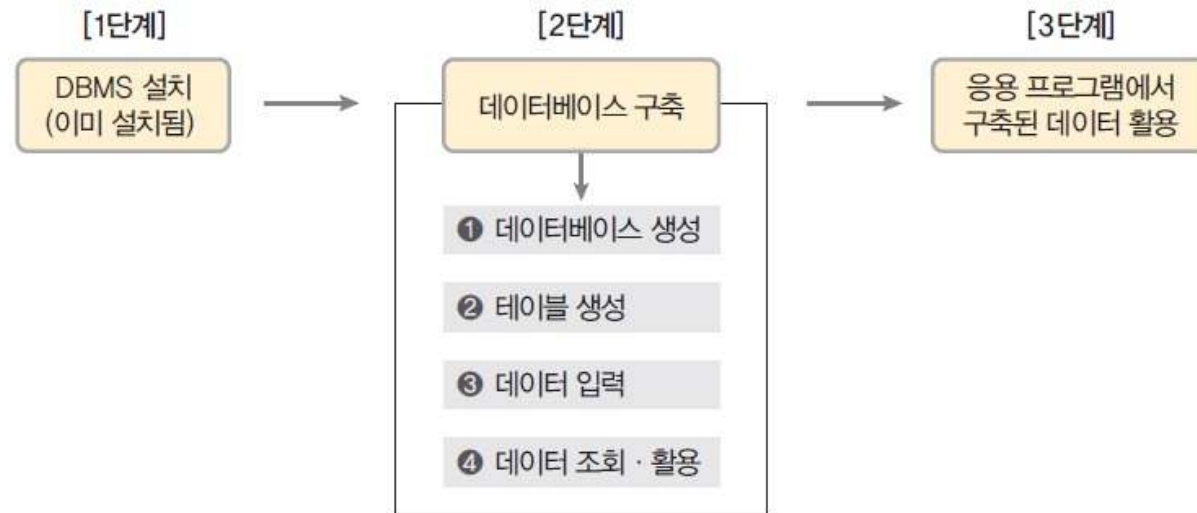 [1단계]
DBMS 설치
(이미 설치됨)
[2단계]
데이터베이스 구축
❶ 데이터베이스 생성
❷ 테이블 생성
❸ 데이터 입력
❹ 데이터 조회 · 활용
[3단계]
응용 프로그램에서
구축된 데이터 활용